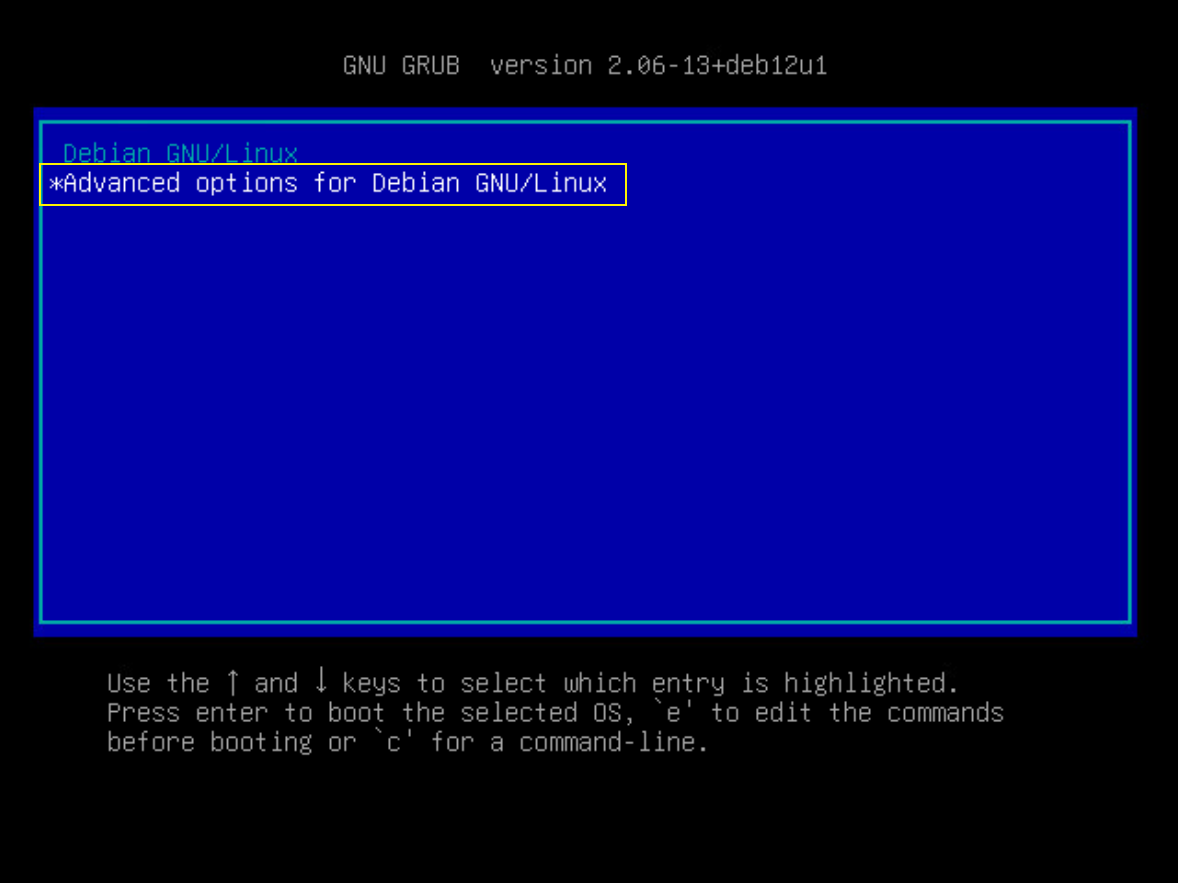 GNU GRUB  version 2.06-13+deb12u1
Debian GNU/Linux
*Advanced options for Debian GNU/Linux
Use the ↑ and ↓ keys to select which entry is highlighted.
Press enter to boot the selected OS, `e' to edit the commands
before booting or `c' for a command-line.